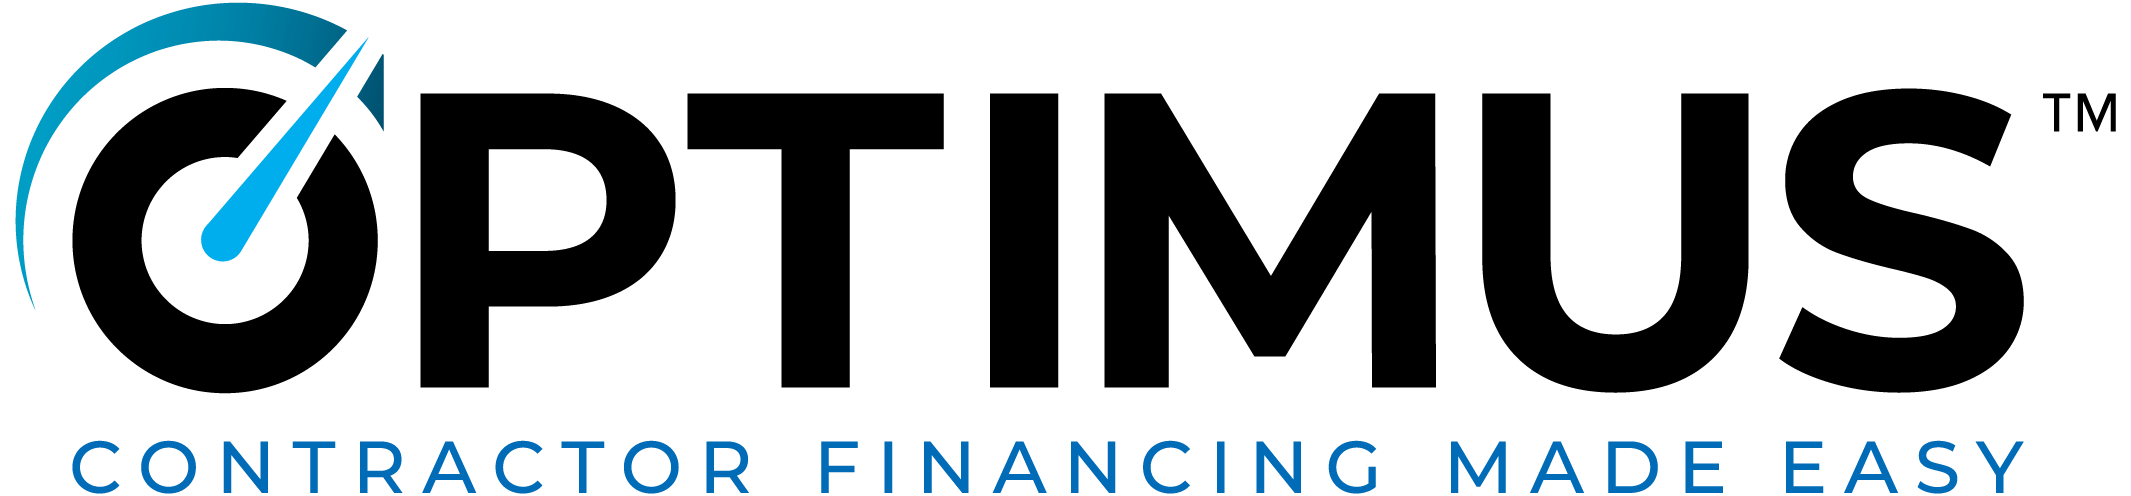 OPTIMUS™
CONTRACTOR FINANCING MADE EASY